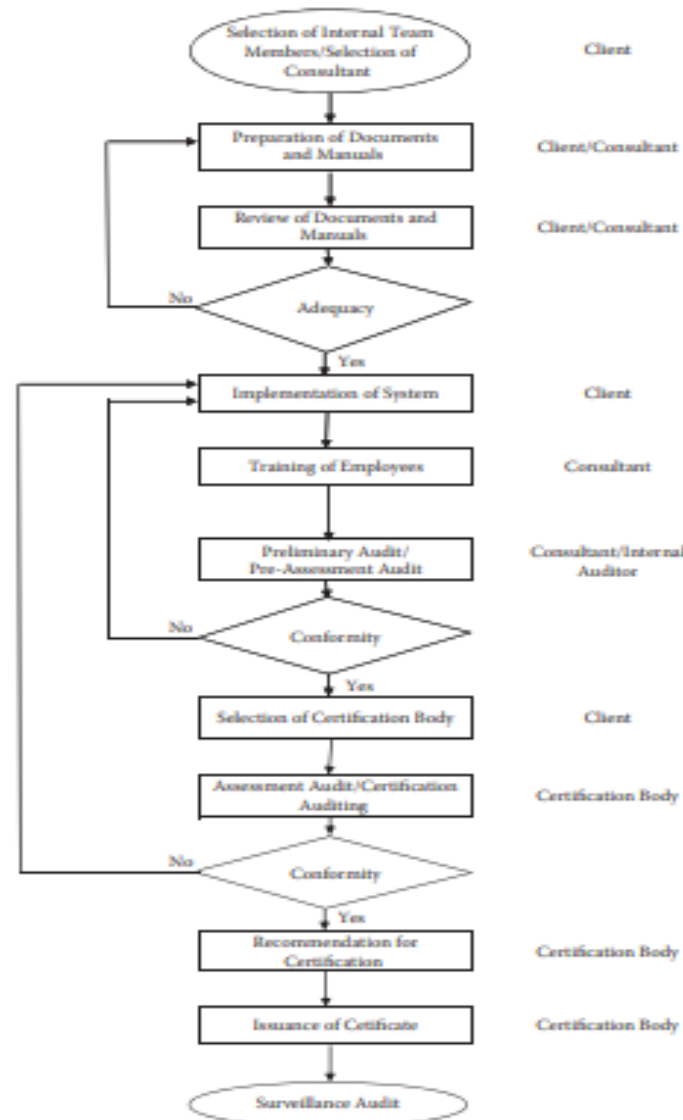 Selection of Internal Team
Members/Selection of
Consultant
Client
Preparation of Documents
and Manuals
Client/Consultant
Review of Documents and
Manuals
Client/Consultant
No
Adequacy
Yes
Implementation of System
Client
Training of Employees
Consultant
Preliminary Audit/
Pre-Assessment Audit
Consultant/Internal
Auditor
No
Conformity
Yes
Selection of Certification Body
Client
Assessment Audit/Certification
Auditing
Certification Body
No
Conformity
Yes
Recommendation for
Certification
Certification Body
Issuance of Cetificate
Certification Body
Surveillance Audit